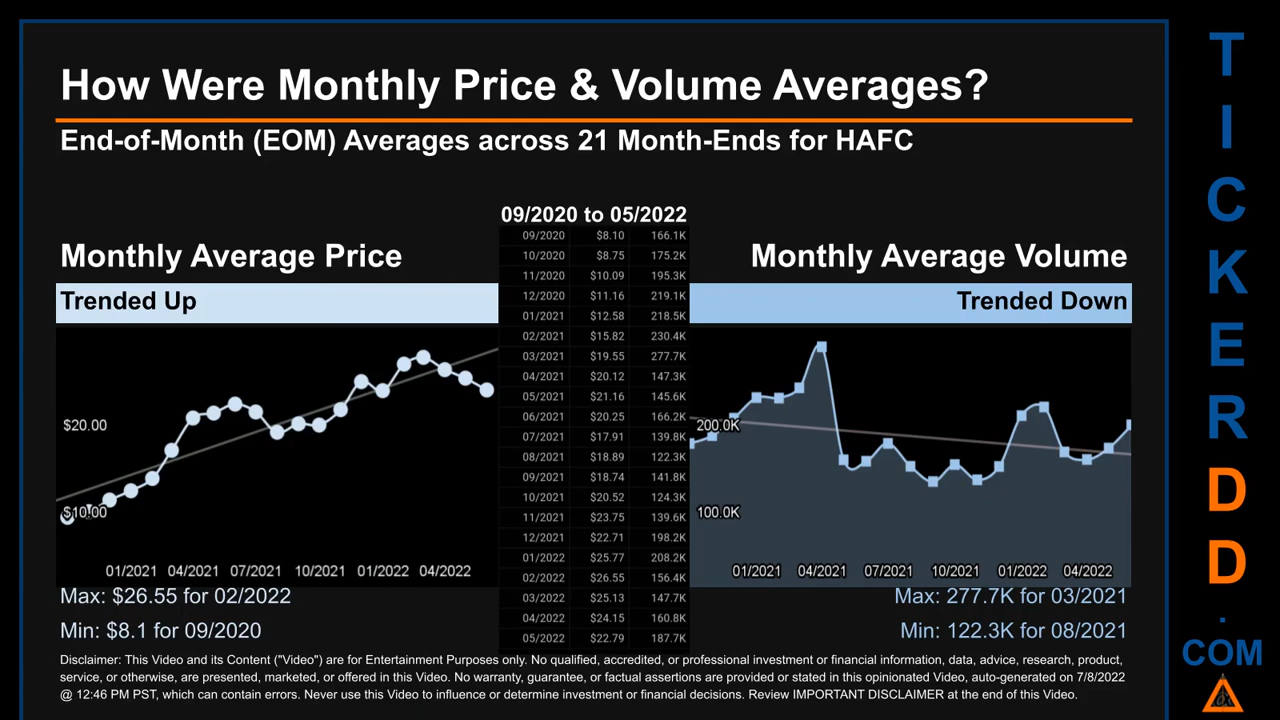 How Were Monthly Price & Volume Averages?
End-of-Month (EOM) Averages across 21 Month-Ends for HAFC
09/2020 to 05/2022
Monthly Average Price
Trended Up
$20.00
$10.00
01/2021 04/2021 07/2021 10/2021 01/2022 04/2022
Max: $26.55 for 02/2022
Min: $8.1 for 09/2020
09/2020 $8.10 166.1K
10/2020 $8.75 175.2K
11/2020 $10.09 195.3K
12/2020 $11.16 219.1K
01/2021 $12.58 218.5K
02/2021 $15.82 230.4K
03/2021 $19.55 277.7K
04/2021 $20.12 147.3K
05/2021 $21.16 145.6K
06/2021 $20.25 166.2K
07/2021 $17.91 139.8K
08/2021 $18.89 122.3K
09/2021 $18.74 141.8K
10/2021 $20.52 124.3K
11/2021 $23.75 139.6K
12/2021 $22.71 198.2K
01/2022 $25.77 208.2K
02/2022 $26.55 156.4K
03/2022 $25.13 147.7K
04/2022 $24.15 160.8K
05/2022 $22.79 187.7K
Monthly Average Volume
Trended Down
200.0K
100.0K
01/2021 04/2021 07/2021 10/2021 01/2022 04/2022
Max: 277.7K for 03/2021
Min: 122.3K for 08/2021
Disclaimer: This Video and its Content ("Video") are for Entertainment Purposes only. No qualified, accredited, or professional investment or financial information, data, advice, research, product,
service, or otherwise, are presented, marketed, or offered in this Video. No warranty, guarantee, or factual assertions are provided or stated in this opinionated Video, auto-generated on 7/8/2022
@ 12:46 PM PST, which can contain errors. Never use this Video to influence or determine investment or financial decisions. Review IMPORTANT DISCLAIMER at the end of this Video.
T
I
C
K
E
R
D
D
.
COM